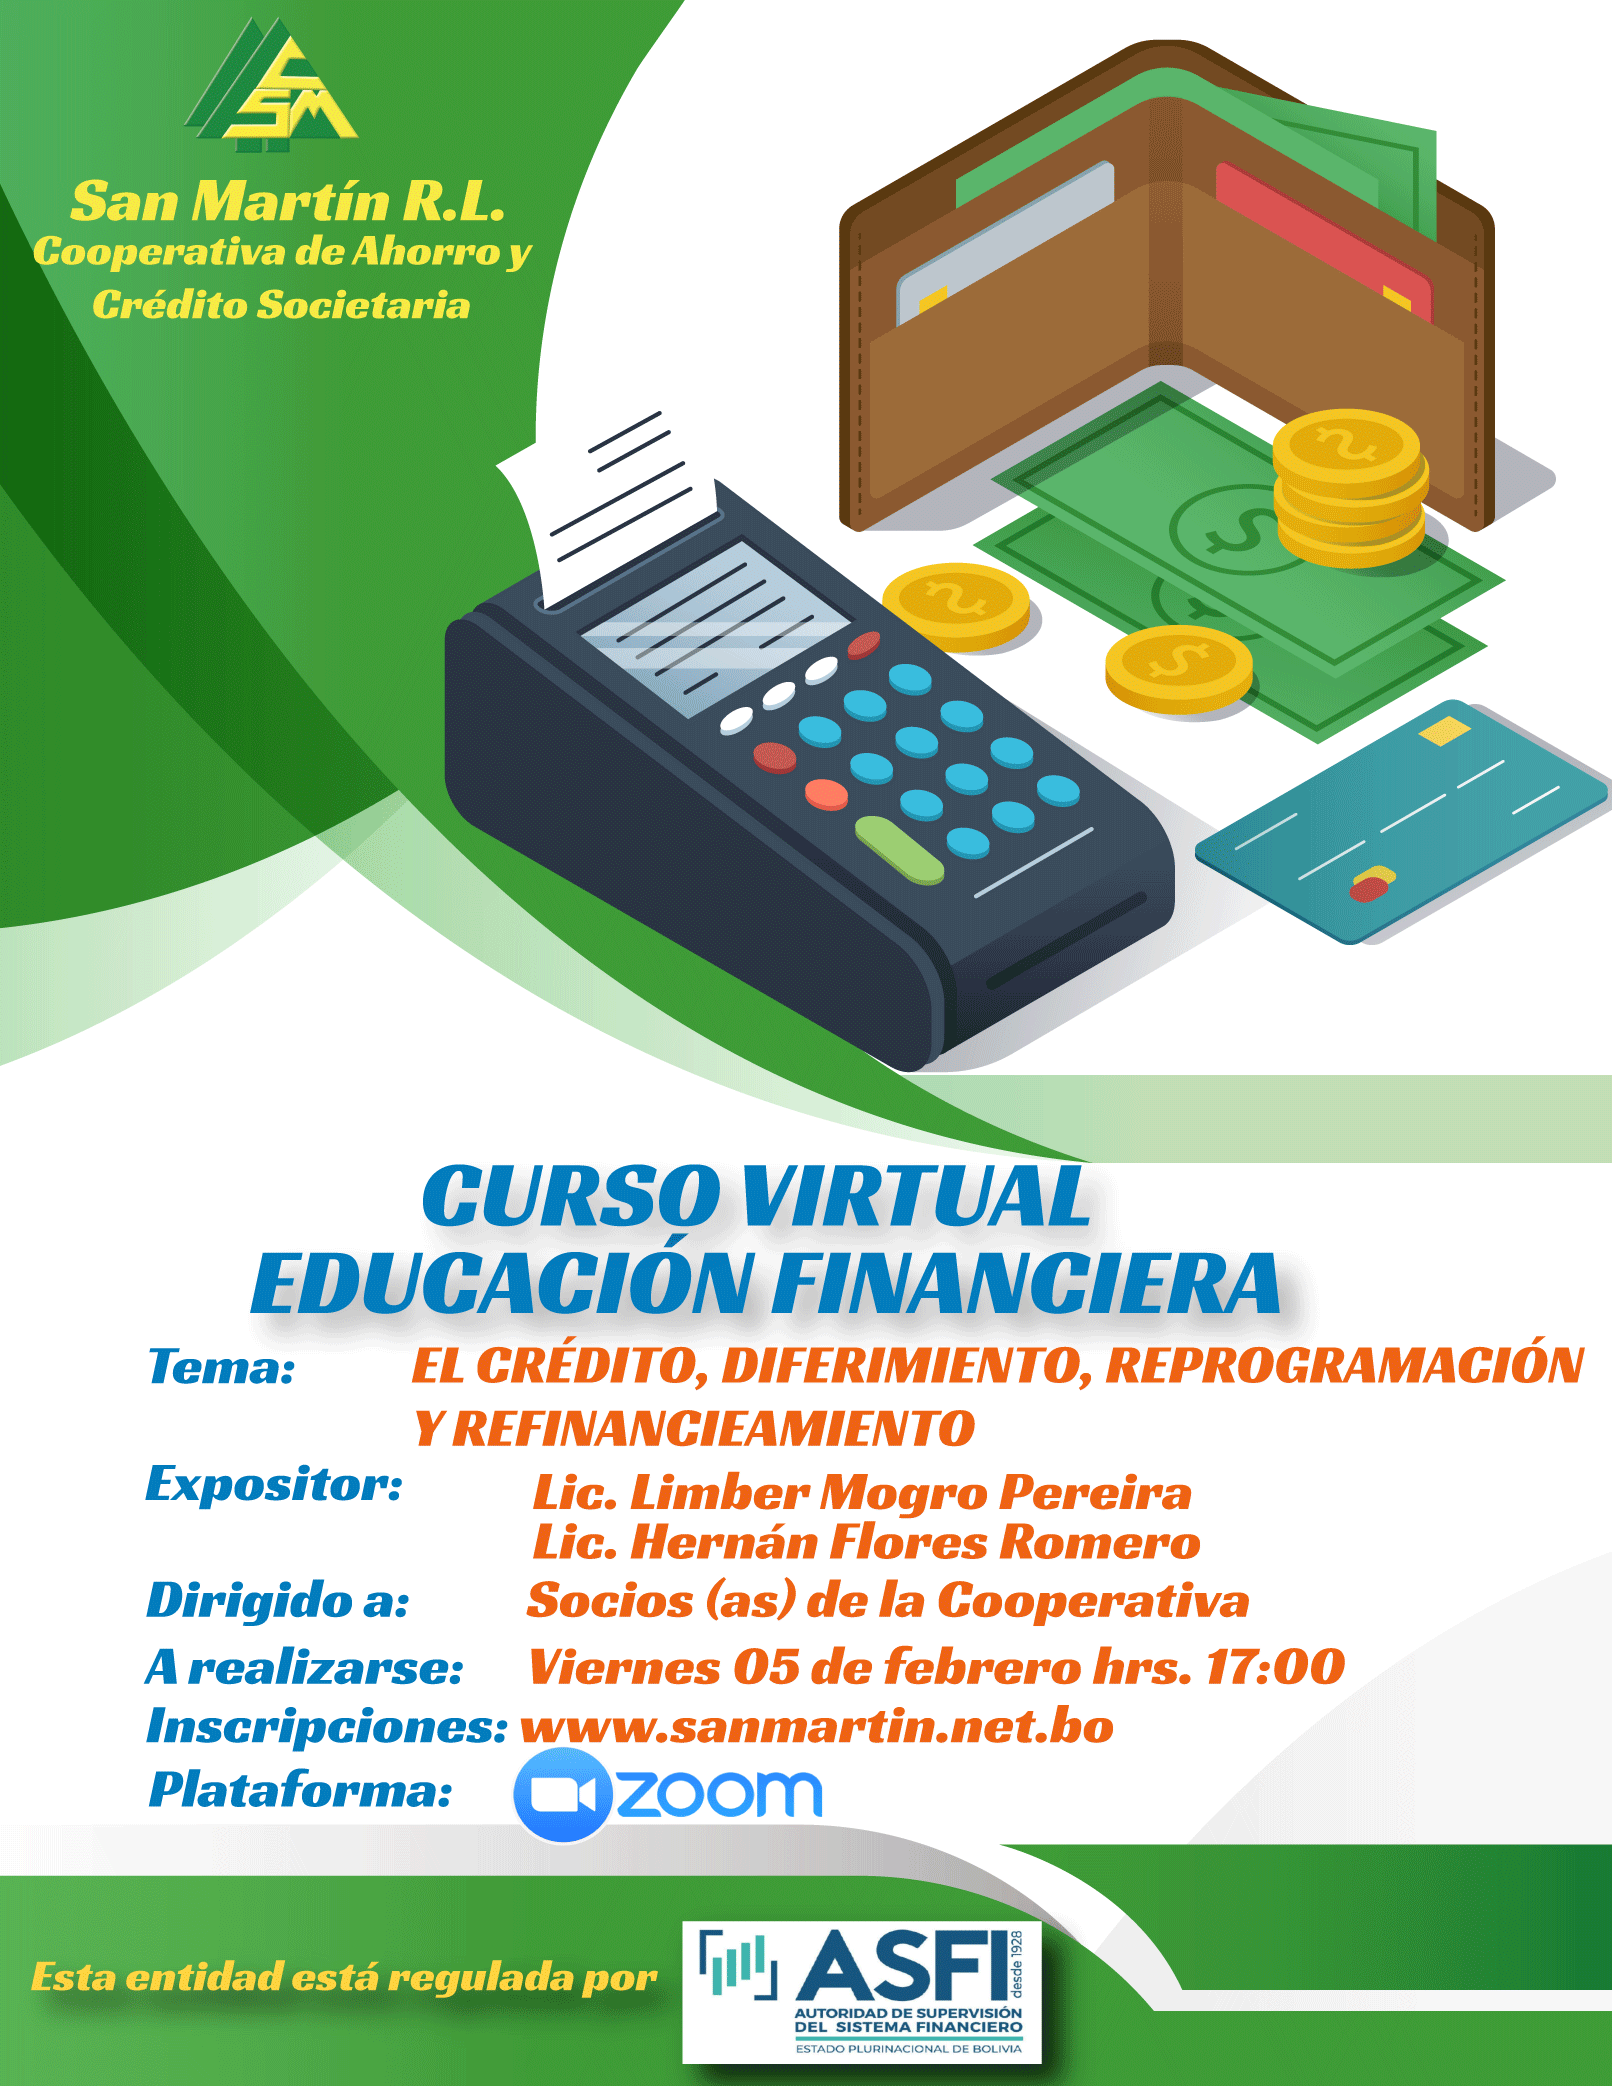 CSM
San Martín R.L.
Cooperativa de Ahorro y
Crédito Societaria
CURSO VIRTUAL
EDUCACIÓN FINANCIERA
Tema: EL CRÉDITO, DIFERIMIENTO, REPROGRAMACIÓN
Y REFINANCIEAMIENTO
Expositor: Lic. Limber Mogro Pereira
Lic. Hernán Flores Romero
Dirigido a: Socios (as) de la Cooperativa
A realizarse: Viernes 05 de febrero hrs. 17:00
Inscripciones: www.sanmartin.net.bo
Plataforma: zoom
Esta entidad está regulada por
ASFI desde 1928
AUTORIDAD DE SUPERVISIÓN
DEL SISTEMA FINANCIERO
ESTADO PLURINACIONAL DE BOLIVIA